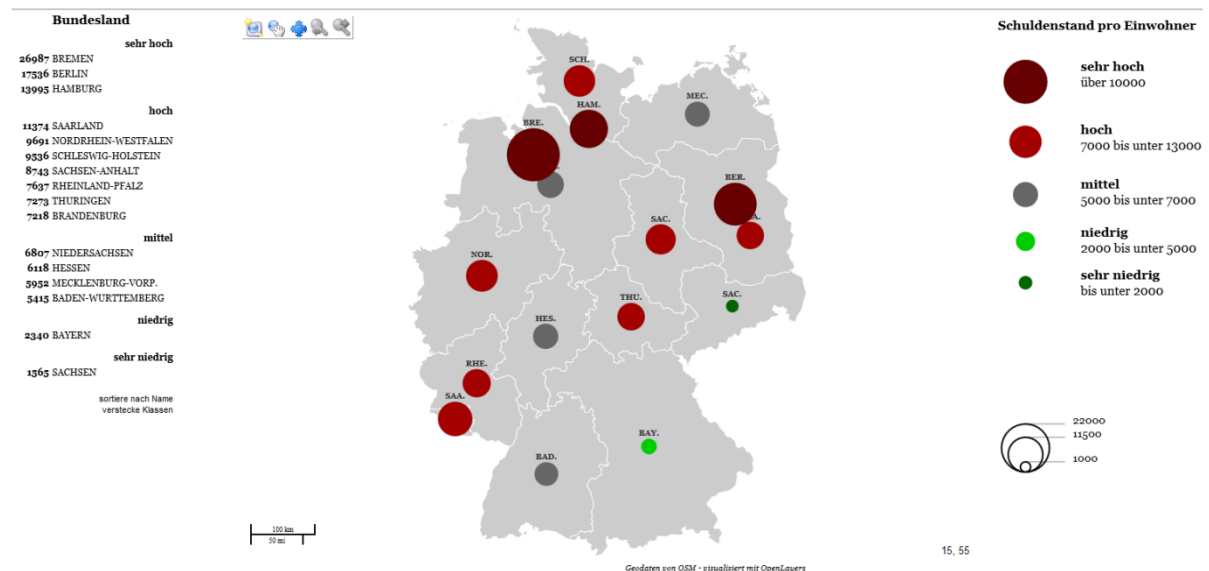 Bundesland
sehr hoch
26987 BREMEN
17536 BERLIN
13995 HAMBURG
hoch
11374 SAARLAND
9691 NORDRHEIN-WESTFALEN
9536 SCHLESWIG-HOLSTEIN
8743 SACHSEN-ANHALT
7637 RHEINLAND-PFALZ
7273 THURINGEN
7218 BRANDENBURG
mittel
6807 NIEDERSACHSEN
6118 HESSEN
5952 MECKLENBURG-VORP.
5415 BADEN-WURTTEMBERG
niedrig
2340 BAYERN
sehr niedrig
1565 SACHSEN
sortiere nach Name
verstecke Klassen
SCH.
MEC.
HAM.
BRE.
BER.
SAC.
NOR.
SAC.
THU.
HES.
RHE.
SAA.
BAY.
BAD.
100 km
50 mi
Geodaten von OSM - visualisiert mit OpenLayers
15, 55
Schuldenstand pro Einwohner
sehr hoch
über 10000
hoch
7000 bis unter 13000
mittel
5000 bis unter 7000
niedrig
2000 bis unter 5000
sehr niedrig
bis unter 2000
22000
11500
1000